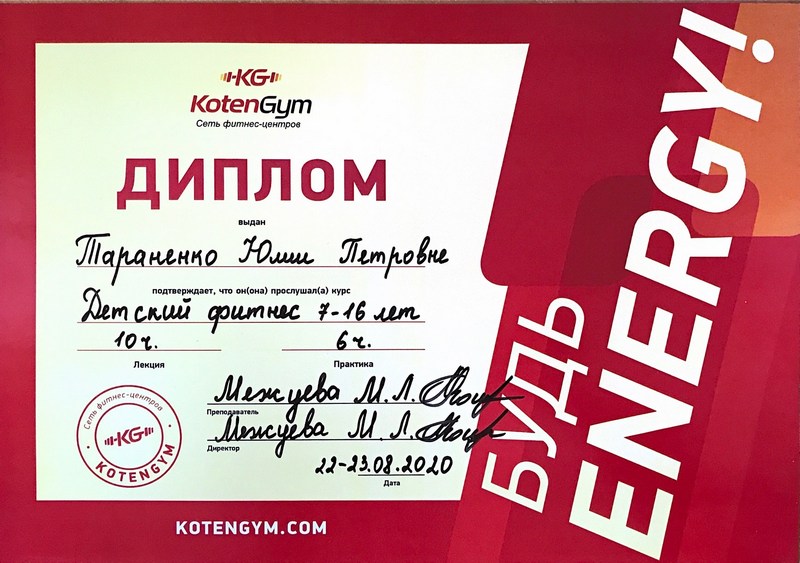 KG
KotenGym
Сеть фитнес-центров
ДИПЛОМ
выдан
Тараненко Юлии Петровне
подтверждает, что он(она) прослушал(а) курс
Детский фитнес 7-16 лет
10 ч. 6 ч.
Лекция Практика
Межуева М. Л.
Преподаватель
Межуева М. Л.
Директор
22-23.08.2020
Дата
Сеть фитнес-центров
KG
KOTENGYM
KOTENGYM.COM
БУДЬ
ENERGY!